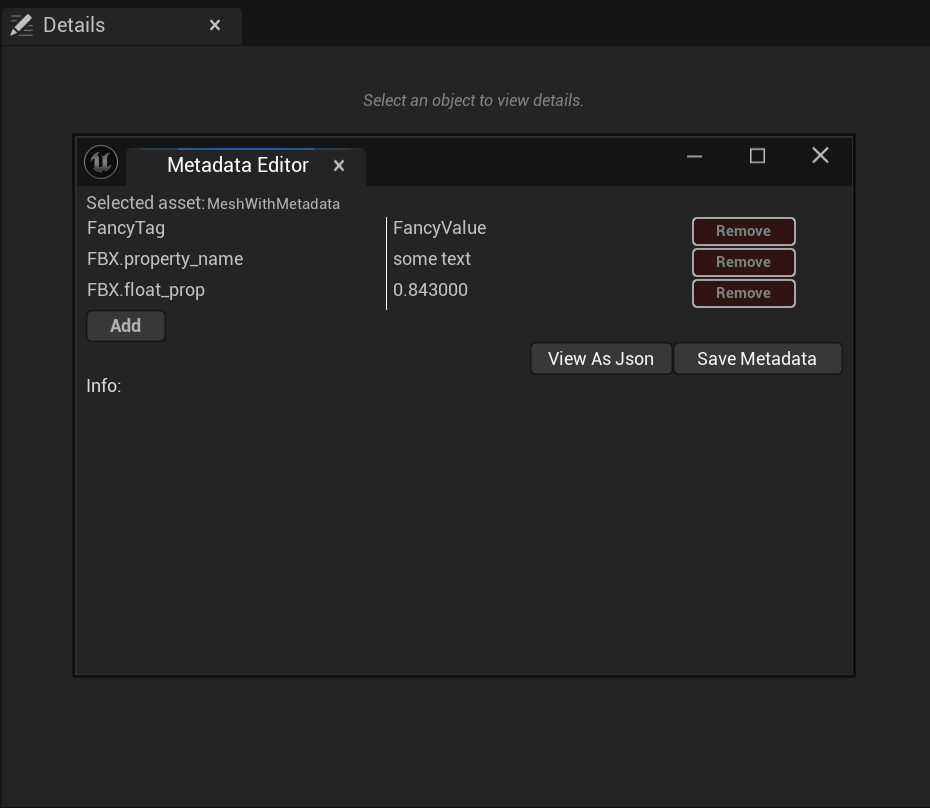 Details
Select an object to view details.
Metadata Editor
Selected asset: MeshWithMetadata
FancyTag FancyValue Remove
FBX.property_name some text Remove
FBX.float_prop 0.843000 Remove
Add
View As Json Save Metadata
Info: